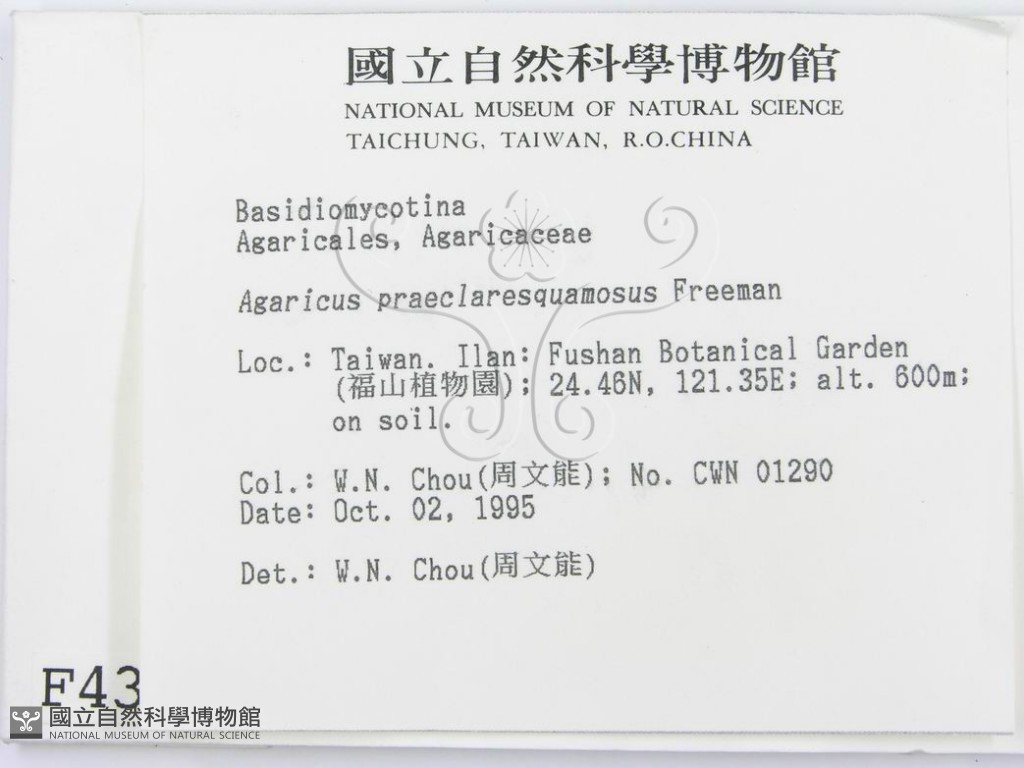 國立自然科學博物館
NATIONAL MUSEUM OF NATURAL SCIENCE
TAICHUNG, TAIWAN, R.O.CHINA
Basidiomycotina
Agaricales, Agaricaceae
Agaricus praeclaresquamosus Freeman
Loc.: Taiwan. Ilan: Fushan Botanical Garden
(福山植物園); 24.46N, 121.35E; alt. 600m;
on soil.
Col.: W.N. Chou(周文能); No. CWN 01290
Date: Oct. 02, 1995
Det.: W.N. Chou(周文能)
F43
國立自然科學博物館
NATIONAL MUSEUM OF NATURAL SCIENCE